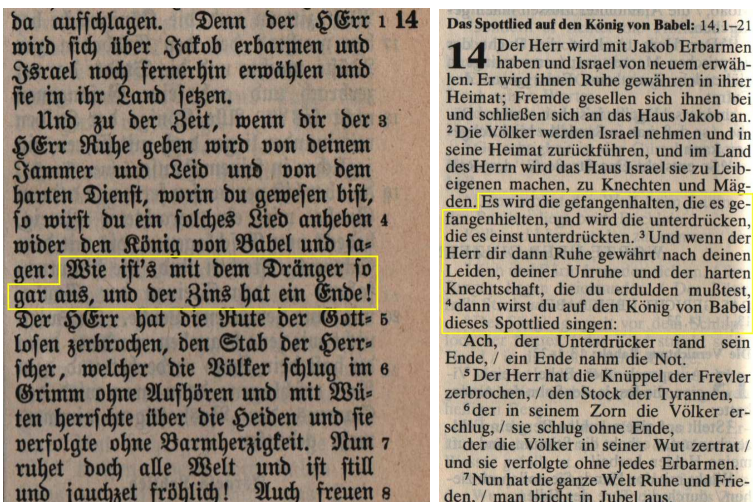 da aufschlagen. Denn der HErr 1 14
wird sich über Jakob erbarmen und
Israel noch fernerhin erwählen und
sie in ihr Land setzen.
Und zu der Zeit, wenn dir der 3
HErr Ruhe geben wird von deinem
Jammer und Leid und von dem
harten Dienst, worin du gewesen bist,
so wirst du ein solches Lied anheben 4
wider den König von Babel und sa-
gen: Wie ist's mit dem Dränger so
gar aus, und der Zins hat ein Ende!
Der HErr hat die Rute der Gott- 5
losen zerbrochen, den Stab der Herr-
scher, welcher die Völker schlug im 6
Grimm ohne Aufhören und mit Wü-
ten herrschte über die Heiden und sie
verfolgte ohne Barmherzigkeit. Nun 7
ruhet doch alle Welt und ist still
und jauchzet fröhlich! Auch freuen 8
Das Spottlied auf den König von Babel: 14,1–21
14 Der Herr wird mit Jakob Erbarmen
haben und Israel von neuem erwäh-
len. Er wird ihnen Ruhe gewähren in ihrer
Heimat; Fremde gesellen sich ihnen bei
und schließen sich an das Haus Jakob an.
2 Die Völker werden Israel nehmen und in
seine Heimat zurückführen, und im Land
des Herrn wird das Haus Israel sie zu Leib-
eigenen machen, zu Knechten und Mäg-
den. Es wird die gefangenhalten, die es ge-
fangenhielten, und wird die unterdrücken,
die es einst unterdrückten. 3 Und wenn der
Herr dir dann Ruhe gewährt nach deinen
Leiden, deiner Unruhe und der harten
Knechtschaft, die du erdulden mußtest,
4 dann wirst du auf den König von Babel
dieses Spottlied singen:
Ach, der Unterdrücker fand sein
Ende, / ein Ende nahm die Not.
5 Der Herr hat die Knüppel der Frevler
zerbrochen, / den Stock der Tyrannen,
6 der in seinem Zorn die Völker er-
schlug, / sie schlug ohne Ende,
der die Völker in seiner Wut zertrat /
und sie verfolgte ohne jedes Erbarmen.
7 Nun hat die ganze Welt Ruhe und Frie-
den, / man bricht in Jubel aus.